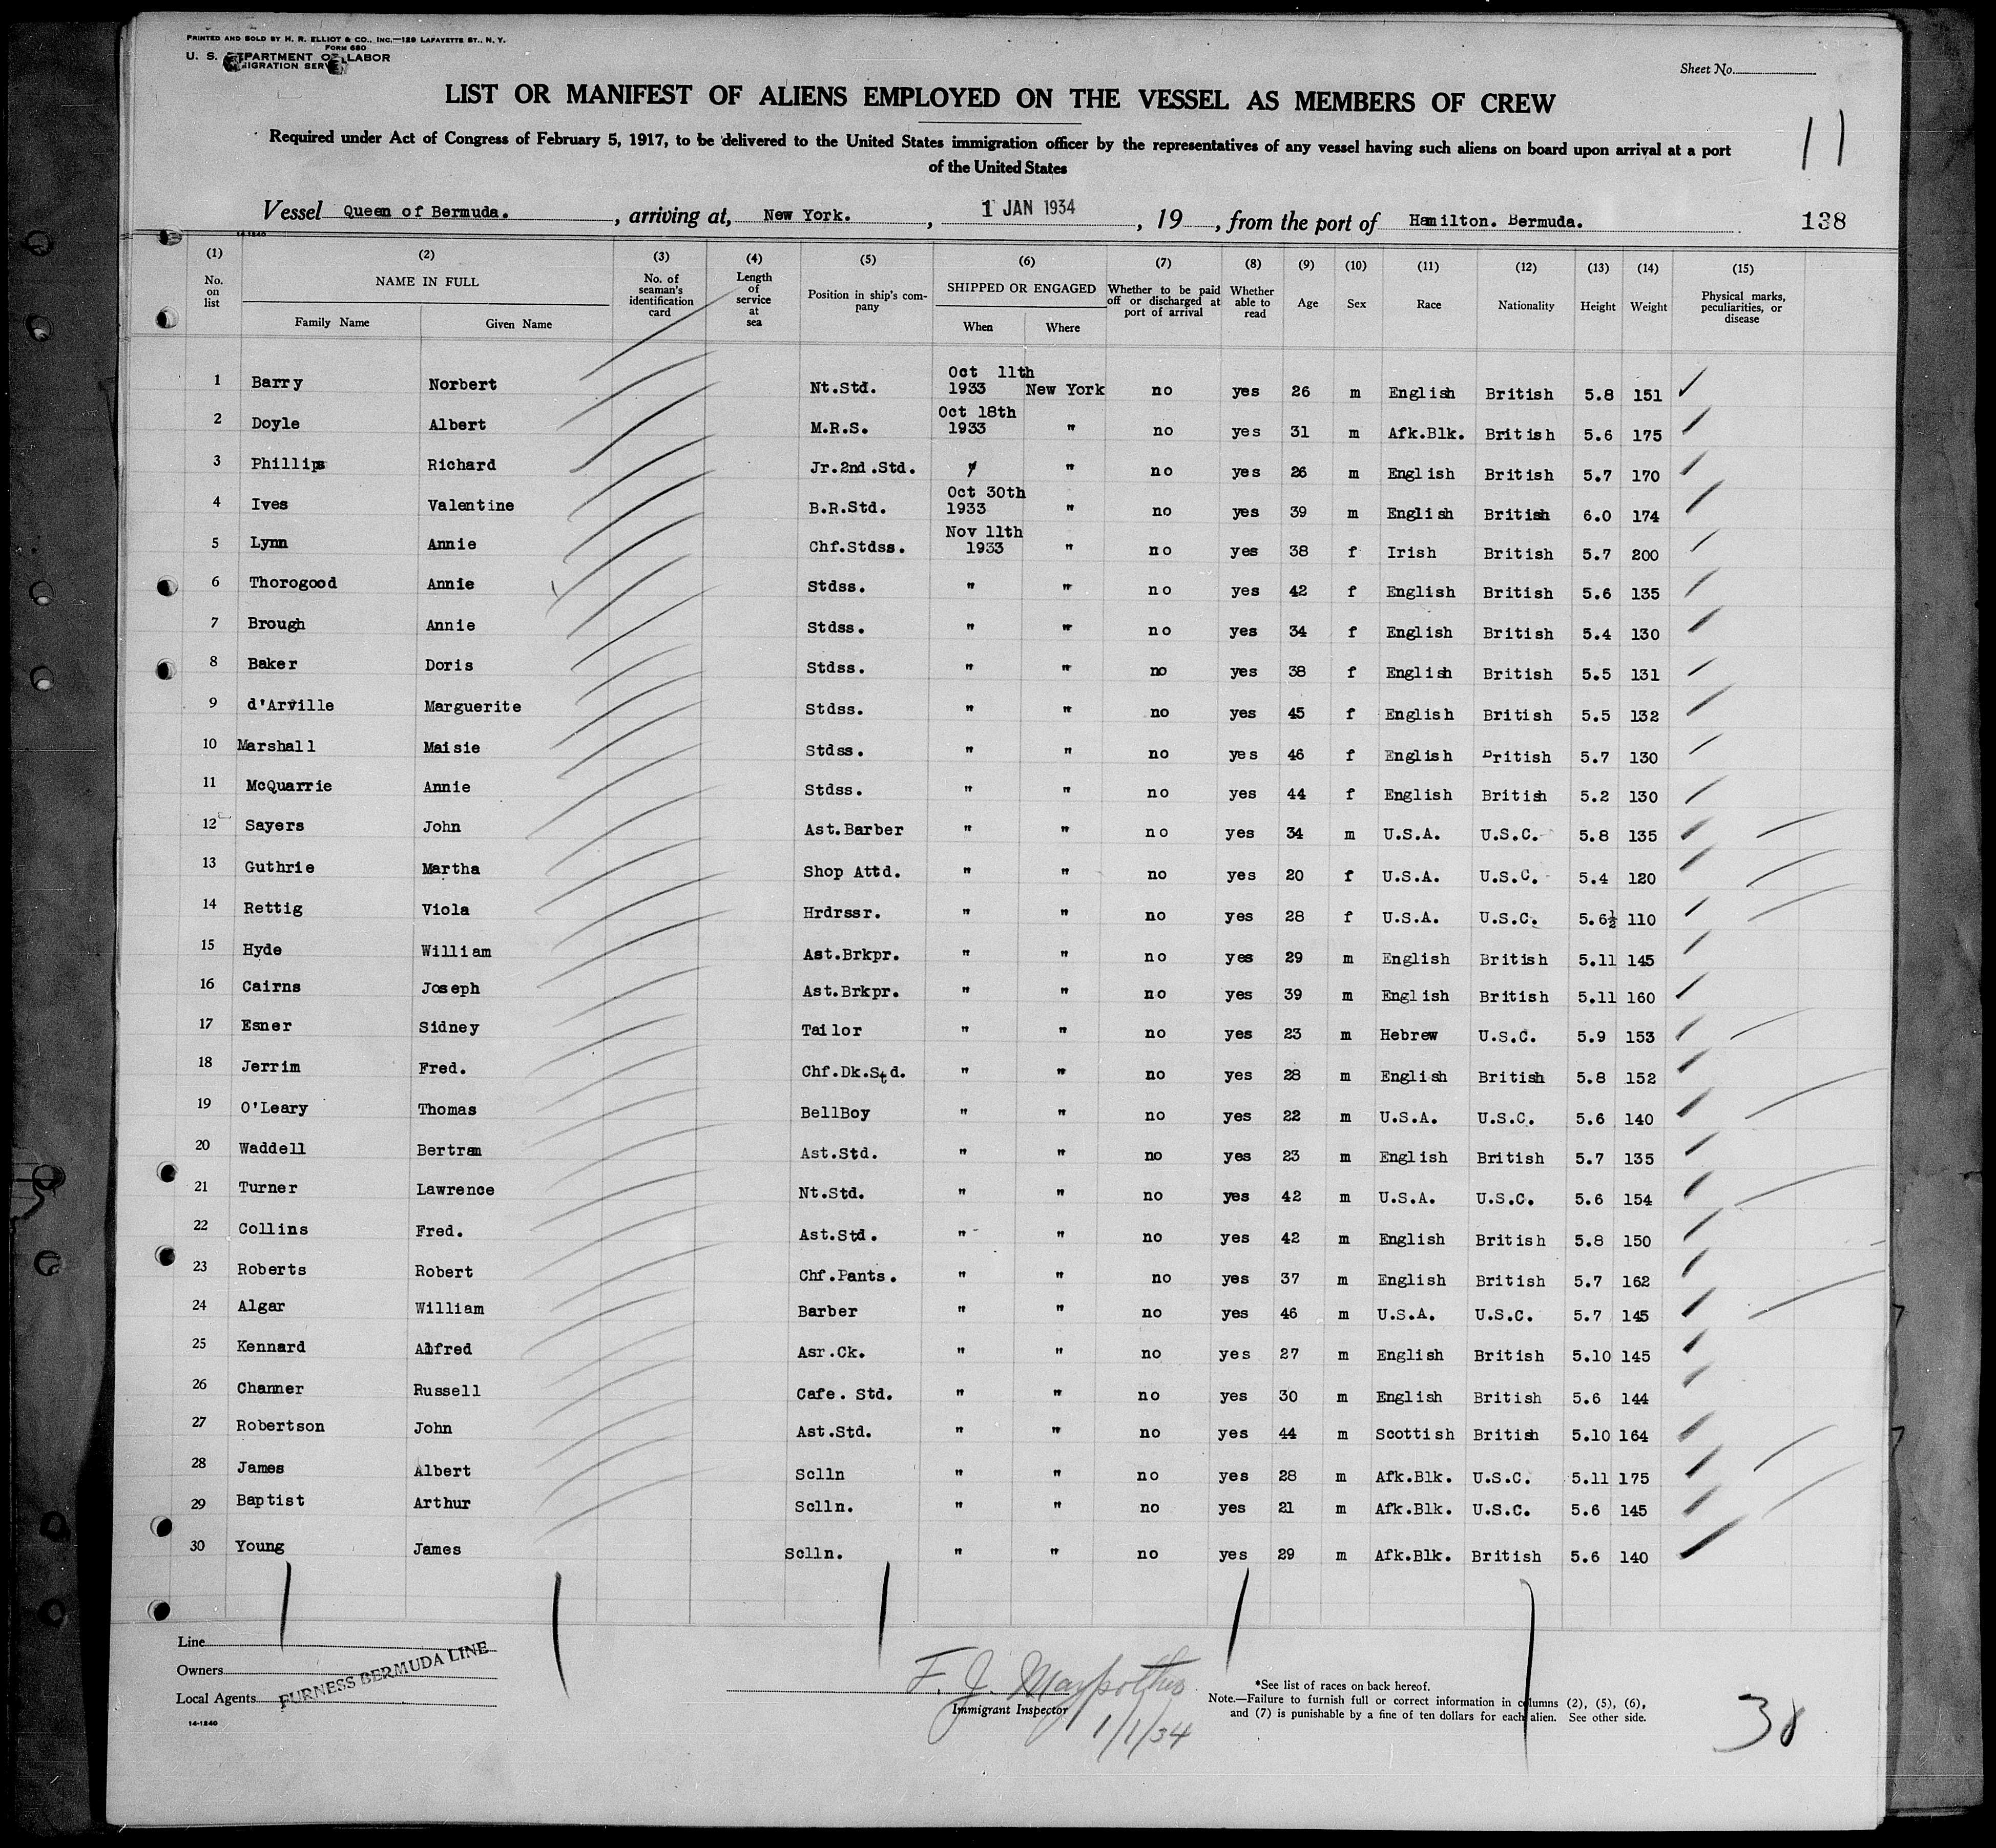 PRINTED AND SOLD BY H. R. ELLIOT & CO., INC.—129 LAFAYETTE ST., N. Y.
FORM 680
U. S. DEPARTMENT OF LABOR
IMMIGRATION SERVICE
Sheet No.
LIST OR MANIFEST OF ALIENS EMPLOYED ON THE VESSEL AS MEMBERS OF CREW
11
Required under Act of Congress of February 5, 1917, to be delivered to the United States immigration officer by the representatives of any vessel having such aliens on board upon arrival at a port
of the United States
Vessel Queen of Bermuda. , arriving at, New York. , 1 JAN 1934 , 19 , from the port of Hamilton. Bermuda. 138
14-1240
(1) (2) (3) (4) (5) (6) (7) (8) (9) (10) (11) (12) (13) (14) (15)
No. on list NAME IN FULL Family Name Given Name No. of seaman's identification card Length of service at sea Position in ship's company SHIPPED OR ENGAGED When Where Whether to be paid off or discharged at port of arrival Whether able to read Age Sex Race Nationality Height Weight Physical marks, peculiarities, or disease
1 Barry Norbert Nt.Std. Oct 11th 1933 New York no yes 26 m English British 5.8 151
2 Doyle Albert M.R.S. Oct 18th 1933 " no yes 31 m Afk.Blk. British 5.6 175
3 Phillips Richard Jr.2nd.Std. " " no yes 26 m English British 5.7 170
4 Ives Valentine B.R.Std. Oct 30th 1933 " no yes 39 m English British 6.0 174
5 Lynn Annie Chf.Stdss. Nov 11th 1933 " no yes 38 f Irish British 5.7 200
6 Thorogood Annie Stdss. " " no yes 42 f English British 5.6 135
7 Brough Annie Stdss. " " no yes 34 f English British 5.4 130
8 Baker Doris Stdss. " " no yes 38 f English British 5.5 131
9 d'Arville Marguerite Stdss. " " no yes 45 f English British 5.5 132
10 Marshall Maisie Stdss. " " no yes 46 f English British 5.7 130
11 McQuarrie Annie Stdss. " " no yes 44 f English British 5.2 130
12 Sayers John Ast.Barber " " no yes 34 m U.S.A. U.S.C. 5.8 135
13 Guthrie Martha Shop Attd. " " no yes 20 f U.S.A. U.S.C. 5.4 120
14 Rettig Viola Hrdrssr. " " no yes 28 f U.S.A. U.S.C. 5.6½ 110
15 Hyde William Ast.Brkpr. " " no yes 29 m English British 5.11 145
16 Cairns Joseph Ast.Brkpr. " " no yes 39 m English British 5.11 160
17 Esner Sidney Tailor " " no yes 23 m Hebrew U.S.C. 5.9 153
18 Jerrim Fred. Chf.Dk.Std. " " no yes 28 m English British 5.8 152
19 O'Leary Thomas BellBoy " " no yes 22 m U.S.A. U.S.C. 5.6 140
20 Waddell Bertram Ast.Std. " " no yes 23 m English British 5.7 135
21 Turner Lawrence Nt.Std. " " no yes 42 m U.S.A. U.S.C. 5.6 154
22 Collins Fred. Ast.Std. " " no yes 42 m English British 5.8 150
23 Roberts Robert Chf.Pants. " " no yes 37 m English British 5.7 162
24 Algar William Barber " " no yes 46 m U.S.A. U.S.C. 5.7 145
25 Kennard Alfred Asr.Ck. " " no yes 27 m English British 5.10 145
26 Channer Russell Cafe. Std. " " no yes 30 m English British 5.6 144
27 Robertson John Ast.Std. " " no yes 44 m Scottish British 5.10 164
28 James Albert Sclln " " no yes 28 m Afk.Blk. U.S.C. 5.11 175
29 Baptist Arthur Sclln. " " no yes 21 m Afk.Blk. U.S.C. 5.6 145
30 Young James Sclln. " " no yes 29 m Afk.Blk. British 5.6 140
Line
Owners
Local Agents
FURNESS BERMUDA LINE
14-1240
F. J.
Immigrant Inspector
1/1/34
*See list of races on back hereof.
Note.—Failure to furnish full or correct information in columns (2), (5), (6),
and (7) is punishable by a fine of ten dollars for each alien. See other side.
30